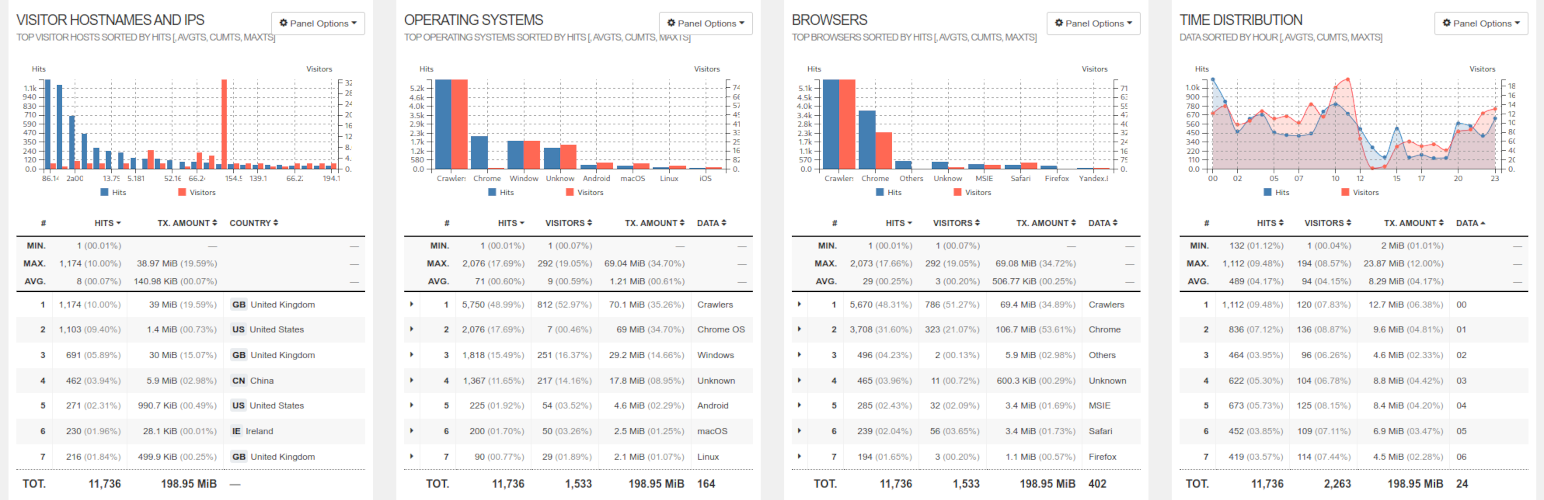 VISITOR HOSTNAMES AND IPS
Panel Options
TOP VISITOR HOSTS SORTED BY HITS [, AVGTS, CUMTS, MAXTS]
Hits Visitors
1.1k
940
830
710
590
470
350
240
120
0.0
32
28
24
20
16
12
8.
4.
0.
86.1 2a00 13.75 5.181 52.16 66.24 154.5 139.1 66.22 194.1
Hits Visitors
# HITS TX. AMOUNT COUNTRY
MIN. 1 (00.01%) — —
MAX. 1,174 (10.00%) 38.97 MiB (19.59%) —
AVG. 8 (00.07%) 140.98 KiB (00.07%) —
1 1,174 (10.00%) 39 MiB (19.59%) GB United Kingdom
2 1,103 (09.40%) 1.4 MiB (00.73%) US United States
3 691 (05.89%) 30 MiB (15.07%) GB United Kingdom
4 462 (03.94%) 5.9 MiB (02.98%) CN China
5 271 (02.31%) 990.7 KiB (00.49%) US United States
6 230 (01.96%) 28.1 KiB (00.01%) IE Ireland
7 216 (01.84%) 499.9 KiB (00.25%) GB United Kingdom
TOT. 11,736 198.95 MiB —
OPERATING SYSTEMS
Panel Options
TOP OPERATING SYSTEMS SORTED BY HITS [, AVGTS, CUMTS, MAXTS]
Hits Visitors
5.2k
4.6k
4.0k
3.4k
2.9k
2.3k
1.7k
1.1k
580
0.0
74
66
57
49
41
33
25
16
82
0.
Crawlers Chrome Window Unknow Android macOS Linux iOS
Hits Visitors
# HITS VISITORS TX. AMOUNT DATA
MIN. 1 (00.01%) 1 (00.07%) — —
MAX. 2,076 (17.69%) 292 (19.05%) 69.04 MiB (34.70%) —
AVG. 71 (00.60%) 9 (00.59%) 1.21 MiB (00.61%) —
1 5,750 (48.99%) 812 (52.97%) 70.1 MiB (35.26%) Crawlers
2 2,076 (17.69%) 7 (00.46%) 69 MiB (34.70%) Chrome OS
3 1,818 (15.49%) 251 (16.37%) 29.2 MiB (14.66%) Windows
4 1,367 (11.65%) 217 (14.16%) 17.8 MiB (08.95%) Unknown
5 225 (01.92%) 54 (03.52%) 4.6 MiB (02.29%) Android
6 200 (01.70%) 50 (03.26%) 2.5 MiB (01.25%) macOS
7 90 (00.77%) 29 (01.89%) 2.1 MiB (01.07%) Linux
TOT. 11,736 1,533 198.95 MiB 164
BROWSERS
Panel Options
TOP BROWSERS SORTED BY HITS [, AVGTS, CUMTS, MAXTS]
Hits Visitors
5.1k
4.5k
4.0k
3.4k
2.8k
2.3k
1.7k
1.1k
570
0.0
71
63
55
47
39
32
24
16
79
0.
Crawler: Chrome Others Unknow MSIE Safari Firefox Yandex.I
Hits Visitors
# HITS VISITORS TX. AMOUNT DATA
MIN. 1 (00.01%) 1 (00.07%) — —
MAX. 2,073 (17.66%) 292 (19.05%) 69.08 MiB (34.72%) —
AVG. 29 (00.25%) 3 (00.20%) 506.77 KiB (00.25%) —
1 5,670 (48.31%) 786 (51.27%) 69.4 MiB (34.89%) Crawlers
2 3,708 (31.60%) 323 (21.07%) 106.7 MiB (53.61%) Chrome
3 496 (04.23%) 2 (00.13%) 5.9 MiB (02.98%) Others
4 465 (03.96%) 11 (00.72%) 600.3 KiB (00.29%) Unknown
5 285 (02.43%) 32 (02.09%) 3.4 MiB (01.69%) MSIE
6 239 (02.04%) 56 (03.65%) 3.4 MiB (01.73%) Safari
7 194 (01.65%) 3 (00.20%) 1.1 MiB (00.57%) Firefox
TOT. 11,736 1,533 198.95 MiB 402
TIME DISTRIBUTION
Panel Options
DATA SORTED BY HOUR [, AVGTS, CUMTS, MAXTS]
Hits Visitors
1.0k
900
780
670
560
450
340
220
110
0.0
18
16
14
12
10
80
60
40
20
0.
00 02 05 07 10 12 15 17 20 23
Hits Visitors
# HITS VISITORS TX. AMOUNT DATA
MIN. 132 (01.12%) 1 (00.04%) 2 MiB (01.01%) —
MAX. 1,112 (09.48%) 194 (08.57%) 23.87 MiB (12.00%) —
AVG. 489 (04.17%) 94 (04.15%) 8.29 MiB (04.17%) —
1 1,112 (09.48%) 120 (07.83%) 12.7 MiB (06.38%) 00
2 836 (07.12%) 136 (08.87%) 9.6 MiB (04.81%) 01
3 464 (03.95%) 96 (06.26%) 4.6 MiB (02.33%) 02
4 622 (05.30%) 104 (06.78%) 8.8 MiB (04.42%) 03
5 673 (05.73%) 125 (08.15%) 8.4 MiB (04.20%) 04
6 452 (03.85%) 109 (07.11%) 6.9 MiB (03.47%) 05
7 419 (03.57%) 114 (07.44%) 4.5 MiB (02.28%) 06
TOT. 11,736 2,263 198.95 MiB 24